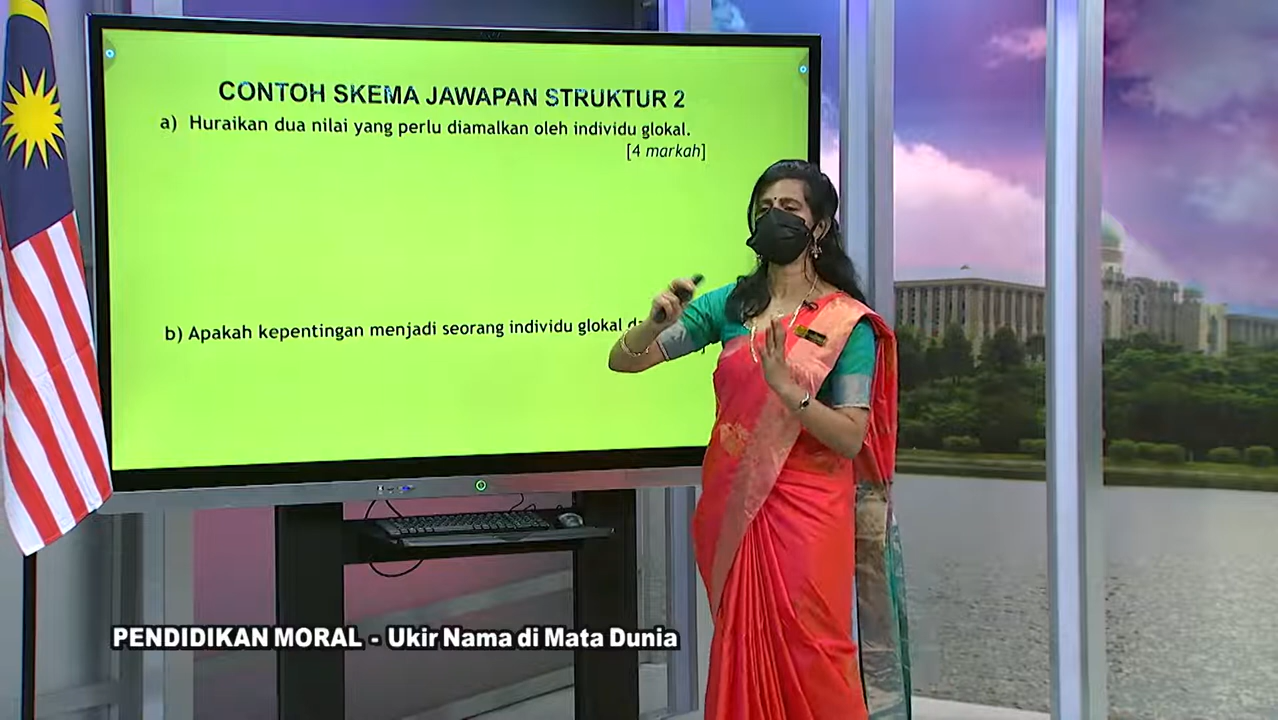 CONTOH SKEMA JAWAPAN STRUKTUR 2
a) Huraikan dua nilai yang perlu diamalkan oleh individu glokal.
[4 markah]
b) Apakah kepentingan menjadi seorang individu glokal
PENDIDIKAN MORAL - Ukir Nama di Mata Dunia